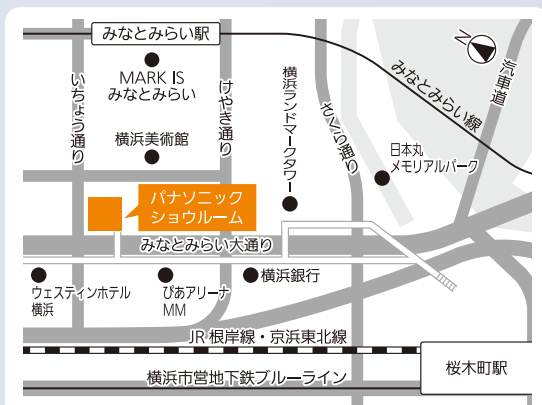 みなとみらい駅
MARK IS
みなとみらい
いちょう通り
けやき通り
横浜美術館
横浜ランドマークタワー
さくら通り
みなとみらい線
汽車道
N
日本丸
メモリアルパーク
パナソニック
ショウルーム
みなとみらい大通り
ウェスティンホテル
横浜
ぴあアリーナ
MM
横浜銀行
JR 根岸線・京浜東北線
桜木町駅
横浜市営地下鉄ブルーライン